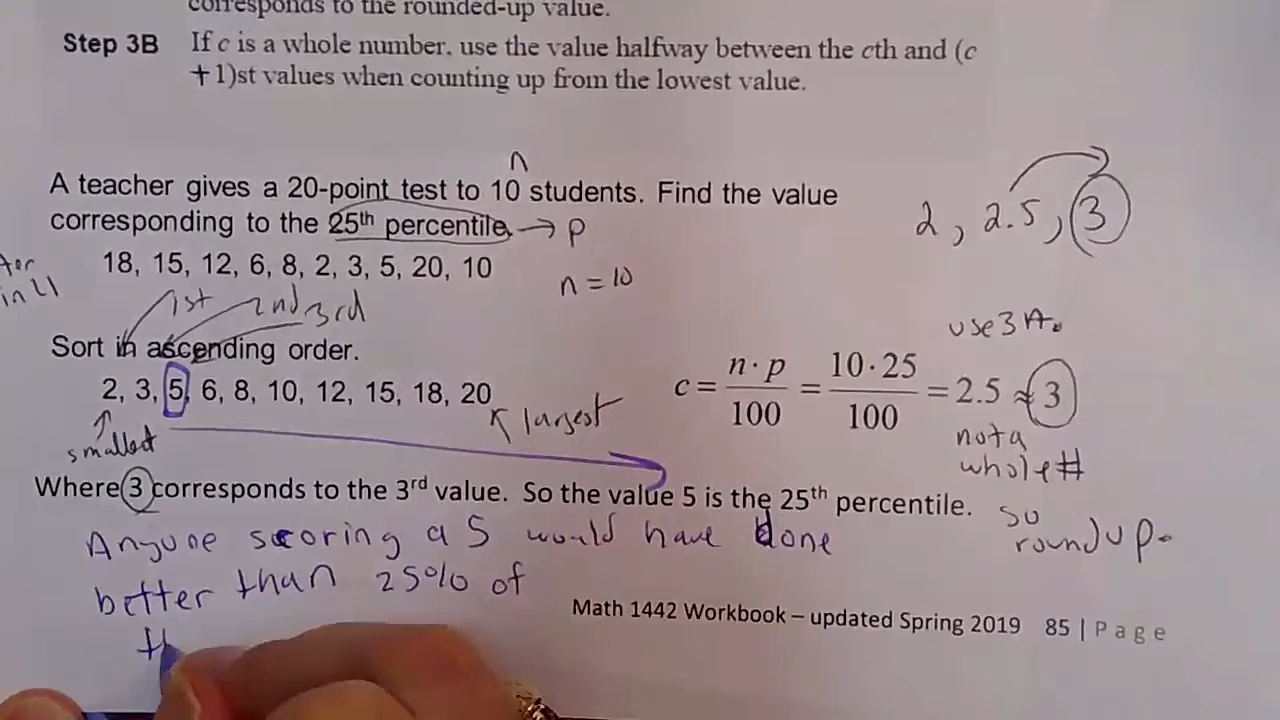 corresponds to the rounded-up value.
Step 3B If c is a whole number, use the value halfway between the cth and (c
+1)st values when counting up from the lowest value.
n
A teacher gives a 20-point test to 10 students. Find the value
corresponding to the 25th percentile. → p
2, 2.5, 3
18, 15, 12, 6, 8, 2, 3, 5, 20, 10
n = 10
in L1
1st 2nd 3rd
use 3A.
Sort in ascending order.
2, 3, 5, 6, 8, 10, 12, 15, 18, 20
smallest
largest
c = n·p/100 = 10·25/100 = 2.5 ≈ 3
not a
whole #
so
round up.
Where 3 corresponds to the 3rd value. So the value 5 is the 25th percentile.
Anyone scoring a 5 would have done
better than 25% of
th
Math 1442 Workbook – updated Spring 2019 85 | Page